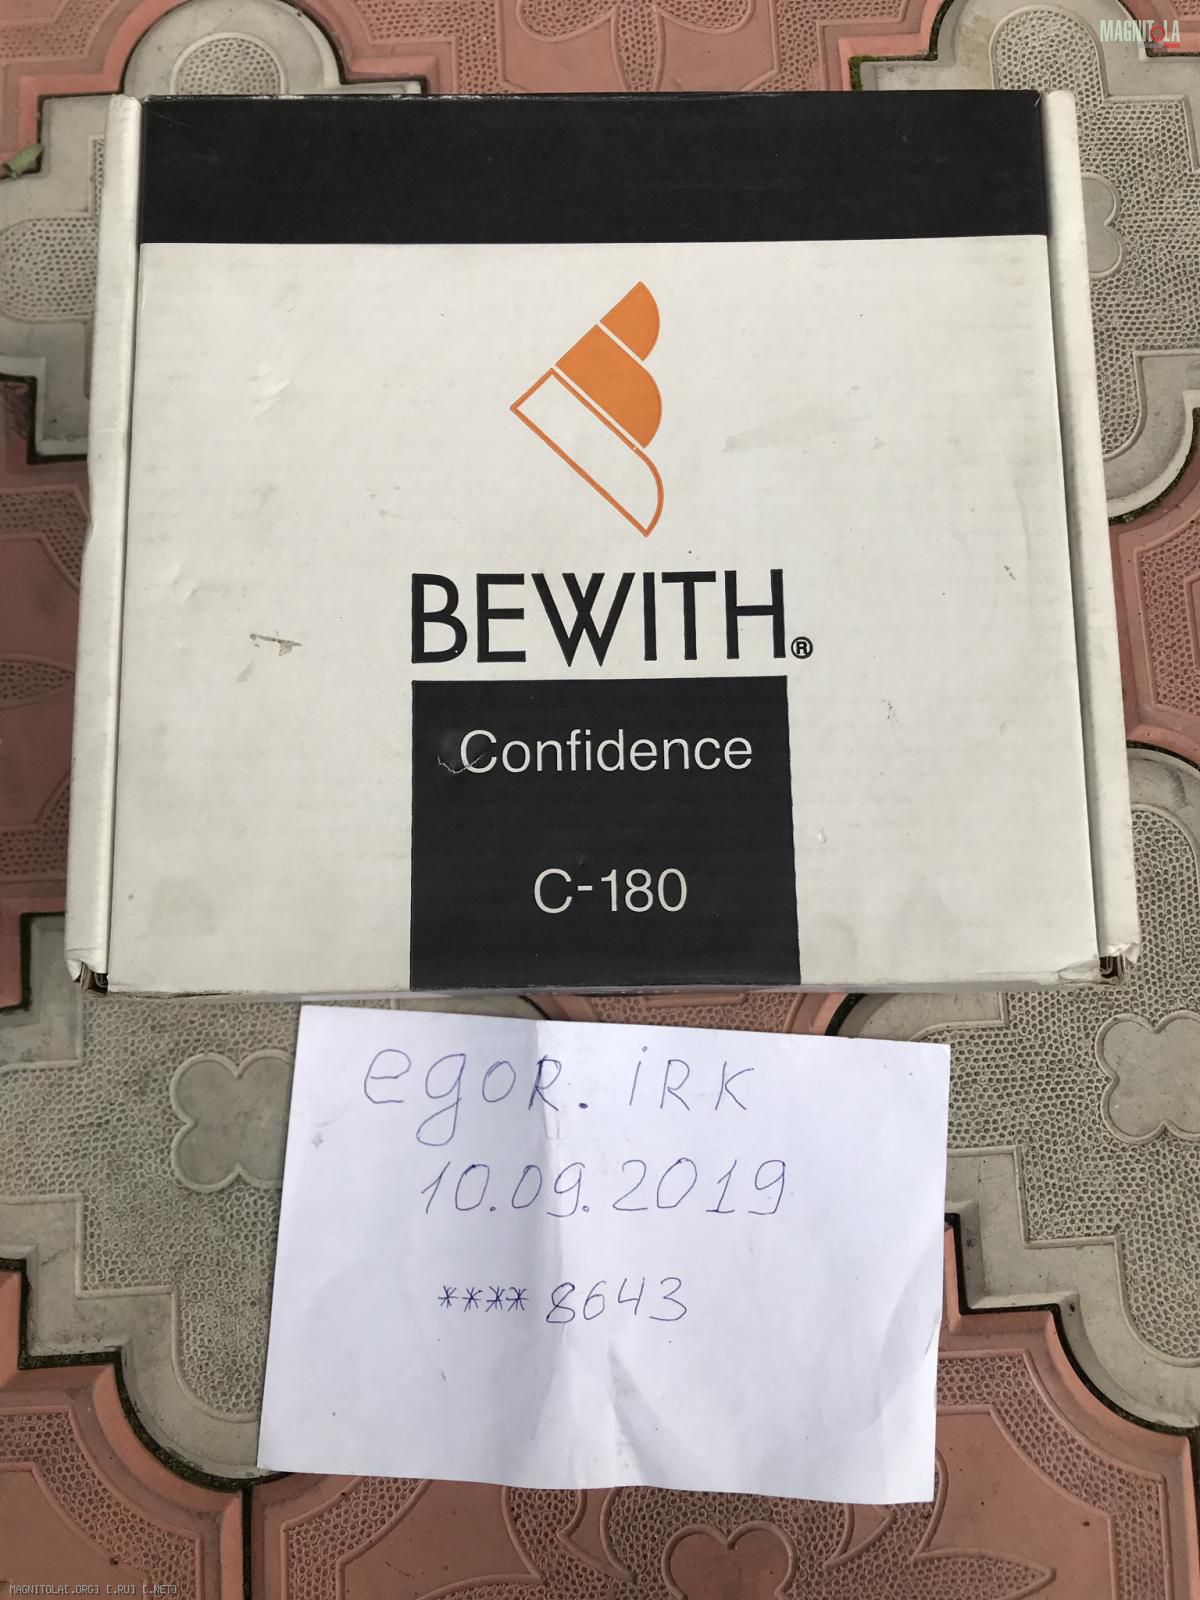 MAGNITOLA
BEWITH®
Confidence
C-180
egoR. iRK
10.09.2019
****8643
MAGNITOLA[.ORG] [.RU] [.NET]